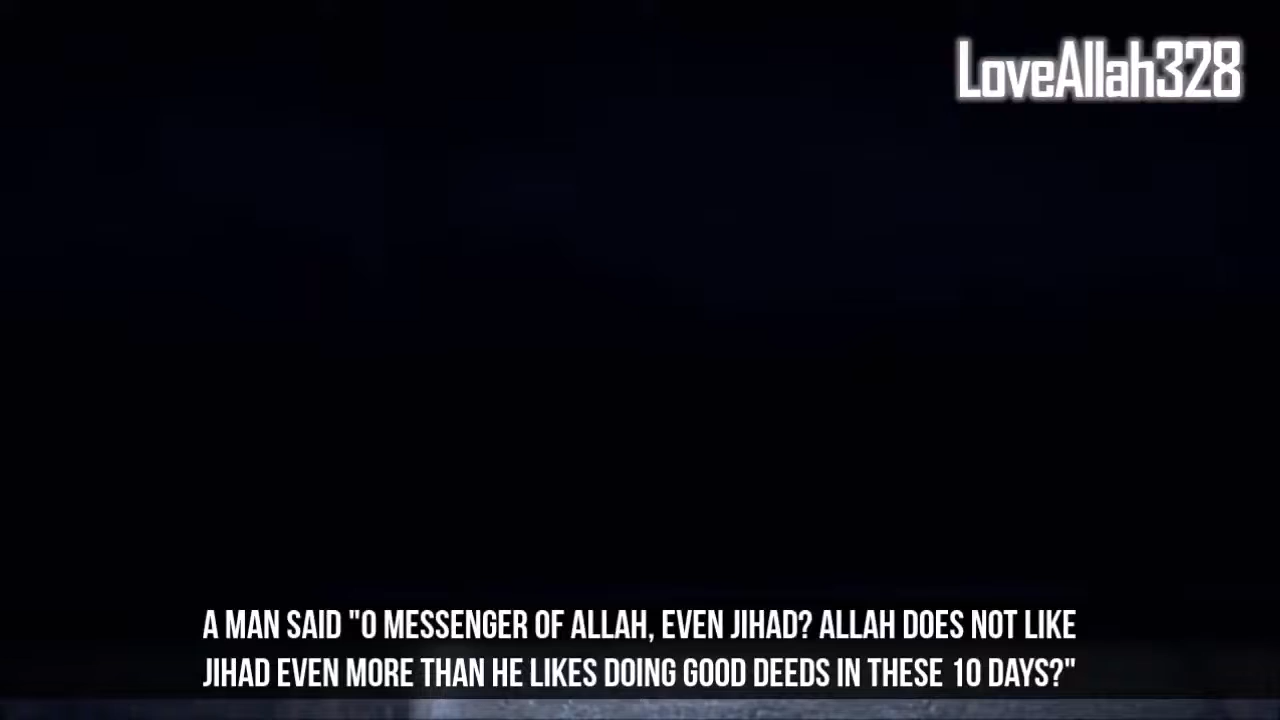 LoveAllah328
A MAN SAID "O MESSENGER OF ALLAH, EVEN JIHAD? ALLAH DOES NOT LIKE
JIHAD EVEN MORE THAN HE LIKES DOING GOOD DEEDS IN THESE 10 DAYS?"